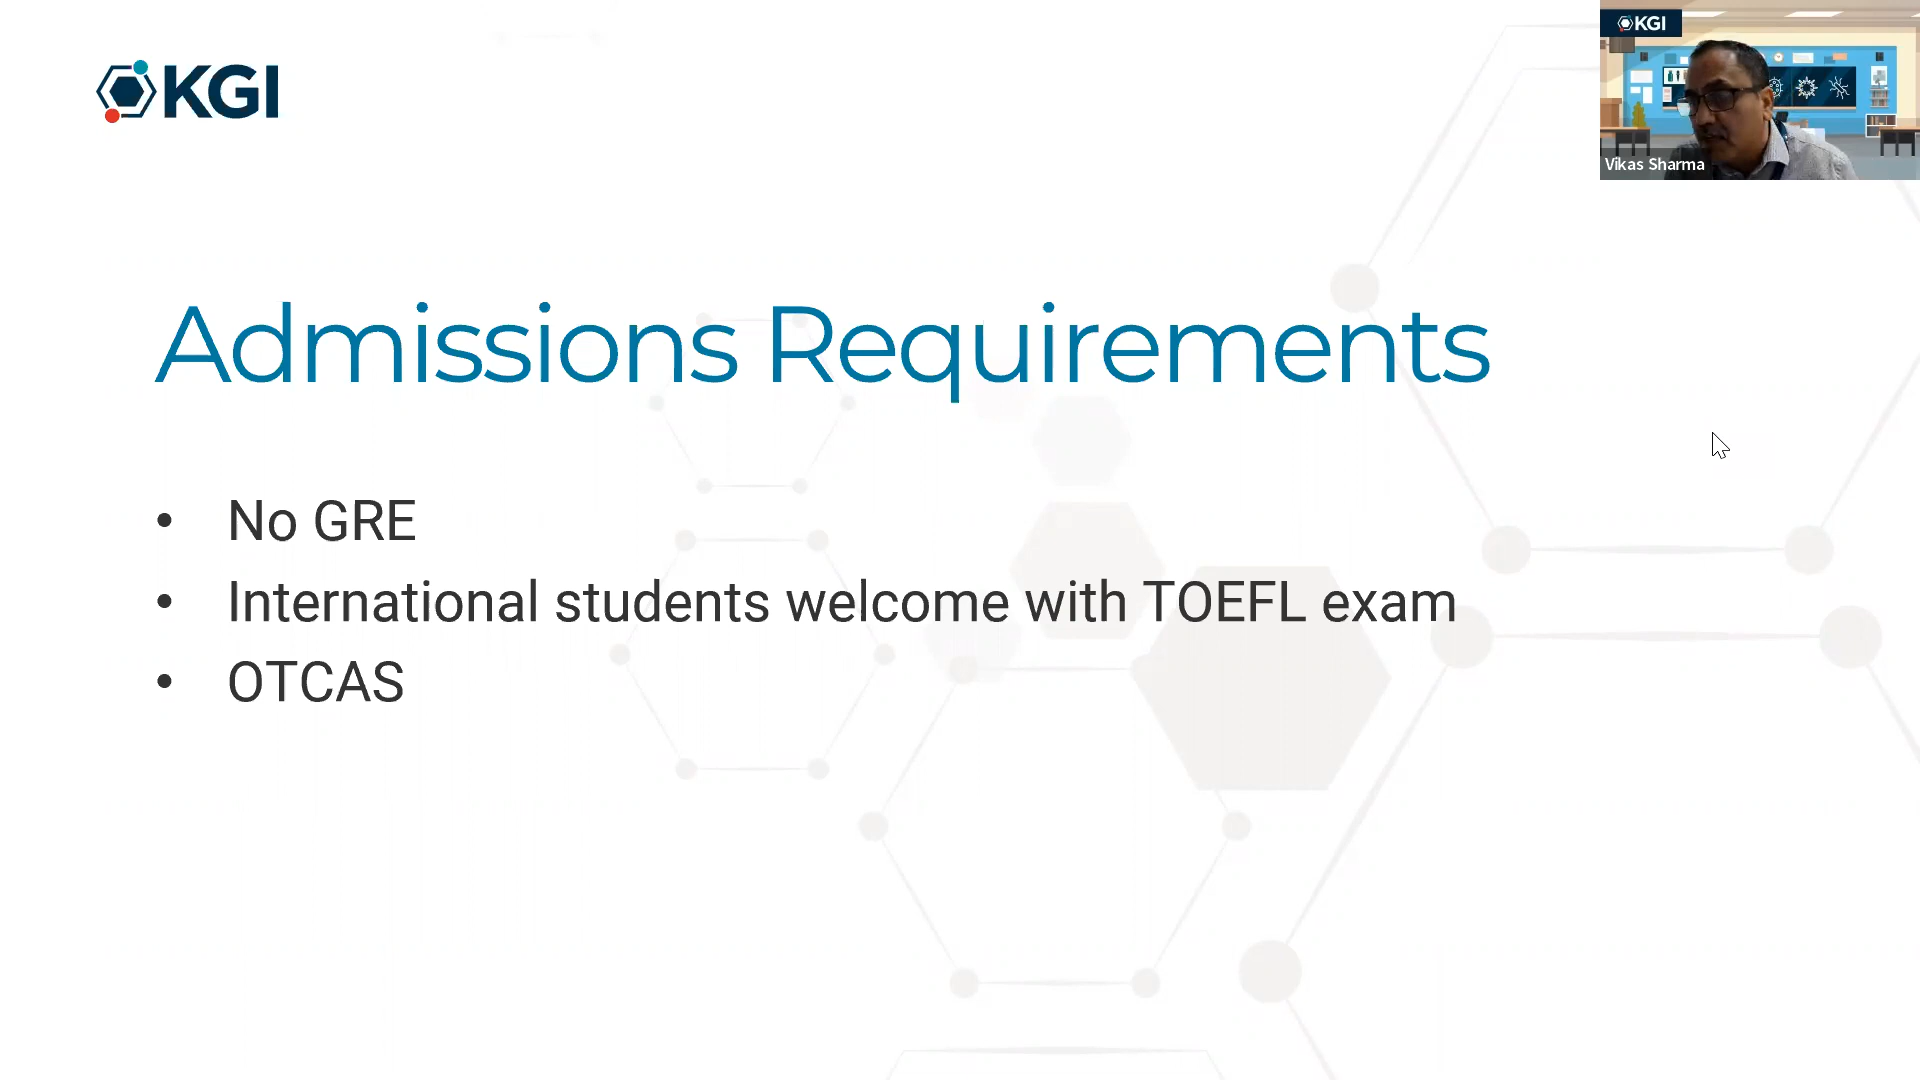 KGI
KGI
Vikas Sharma
Admissions Requirements
• No GRE
• International students welcome with TOEFL exam
• OTCAS